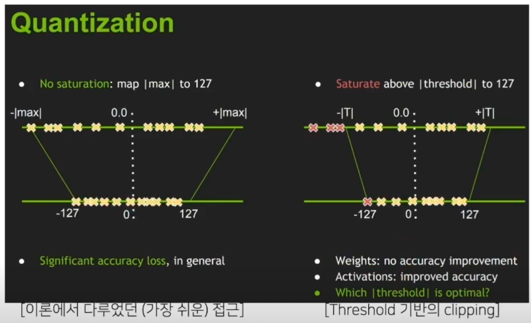 Quantization
• No saturation: map |max| to 127
-|max| 0.0 +|max|
-127 0 127
• Significant accuracy loss, in general
[이론에서 다루었던 (가장 쉬운) 접근]
• Saturate above |threshold| to 127
-|T| 0.0 +|T|
-127 0 127
• Weights: no accuracy improvement
• Activations: improved accuracy
• Which |threshold| is optimal?
[Threshold 기반의 clipping]